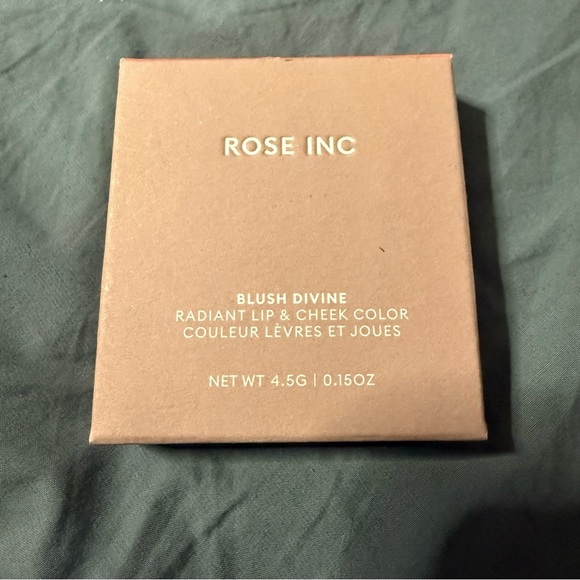 ROSE INC
BLUSH DIVINE
RADIANT LIP & CHEEK COLOR
COULEUR LÈVRES ET JOUES
NET WT 4.5G | 0.15OZ